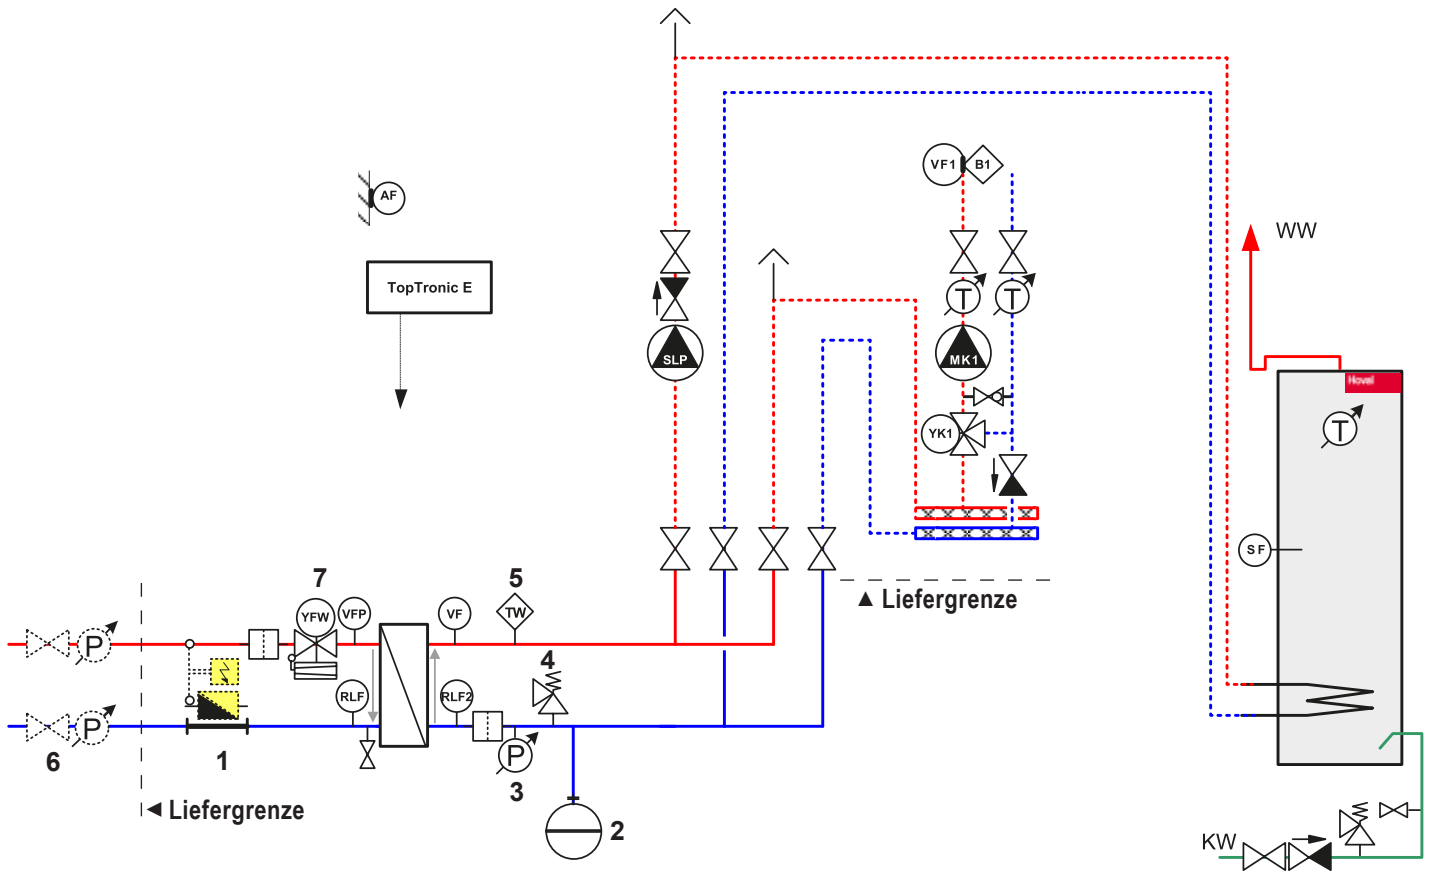 VF1
B1
AF
WW
TopTronic E
T
T
SLP
MK1
Hoval
T
YK1
SF
7
5
Liefergrenze
YFW
VFP
VF
TW
P
4
RLF
RLF2
P
6
1
P
3
Liefergrenze
2
KW